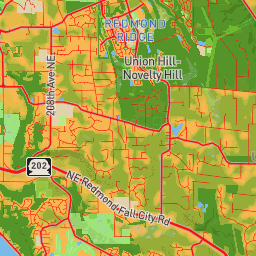 REDMOND
RIDGE
Union Hill-
Novelty Hill
208th Ave NE
202
NE Redmond Fall City Rd